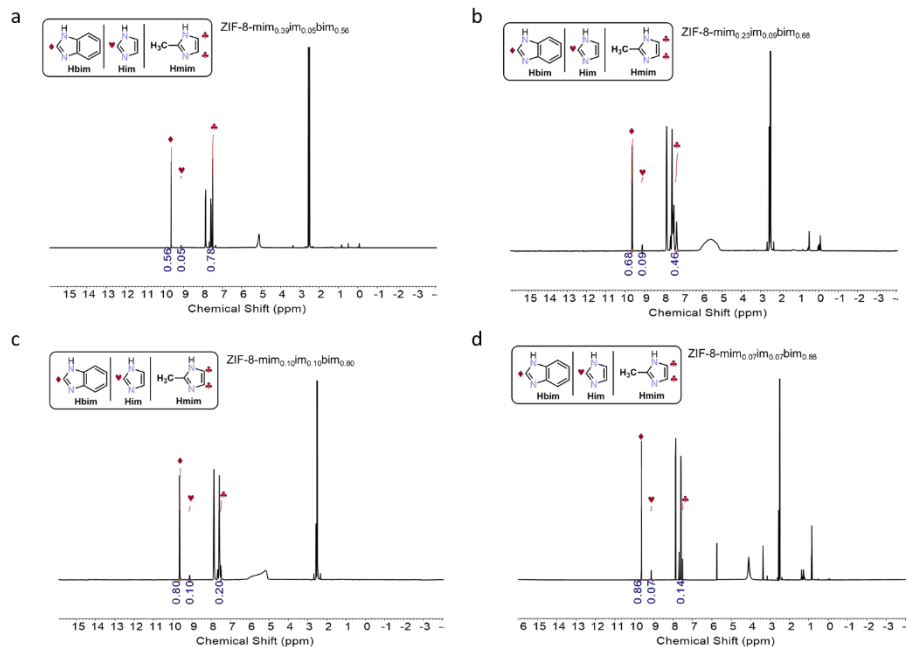 a
ZIF-8-mim0.39im0.05bim0.56
H
N
N
Hbim
H
N
N
Him
H
N
H3C
N
Hmim
0.56
0.05
0.78
15 14 13 12 11 10 9 8 7 6 5 4 3 2 1 0 −1 −2 −3
Chemical Shift (ppm)
b
ZIF-8-mim0.23im0.09bim0.68
H
N
N
Hbim
H
N
N
Him
H
N
H3C
N
Hmim
0.68
0.09
0.46
15 14 13 12 11 10 9 8 7 6 5 4 3 2 1 0 −1 −2 −3
Chemical Shift (ppm)
c
ZIF-8-mim0.10im0.10bim0.80
H
N
N
Hbim
H
N
N
Him
H
N
H3C
N
Hmim
0.80
0.10
0.20
15 14 13 12 11 10 9 8 7 6 5 4 3 2 1 0 −1 −2 −3
Chemical Shift (ppm)
d
ZIF-8-mim0.07im0.07bim0.86
H
N
N
Hbim
H
N
N
Him
H
N
H3C
N
Hmim
0.86
0.07
0.14
6 15 14 13 12 11 10 9 8 7 6 5 4 3 2 1 0 −1 −2 −3
Chemical Shift (ppm)